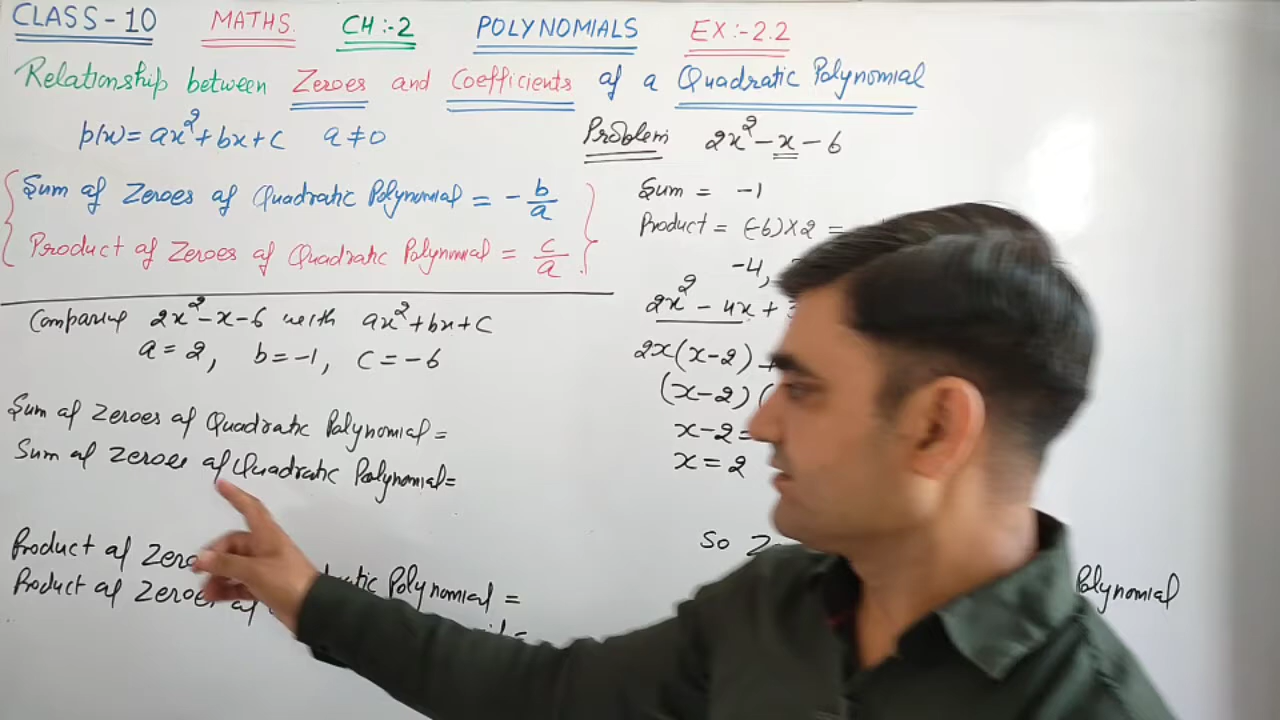 CLASS-10 MATHS. CH:-2 POLYNOMIALS EX:-2.2
Relationship between Zeroes and Coefficients of a Quadratic Polynomial
p(x)= ax²+bx+c a≠0
Sum of Zeroes of Quadratic Polynomial = -b/a
Product of Zeroes of Quadratic Polynomial = c/a.
Comparing 2x²-x-6 with ax²+bx+c
a=2, b=-1, c=-6
Sum of Zeroes of Quadratic Polynomial =
Sum of Zeroes of Quadratic Polynomial=
Product of
Product of Zeroes of Polynomial =
Problem 2x²-x-6
Sum = -1
Product = (-6)×2 =
-4,
2x²-4x+
2x(x-2)+
(x-2)(
x-2=
x=2
So Polynomial